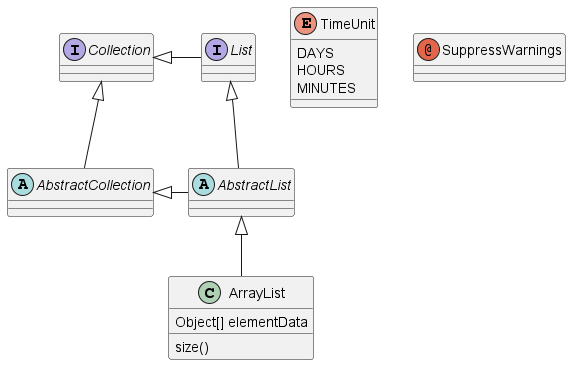 I Collection
I List
E TimeUnit
DAYS
HOURS
MINUTES
@ SuppressWarnings
A AbstractCollection
A AbstractList
C ArrayList
Object[] elementData
size()